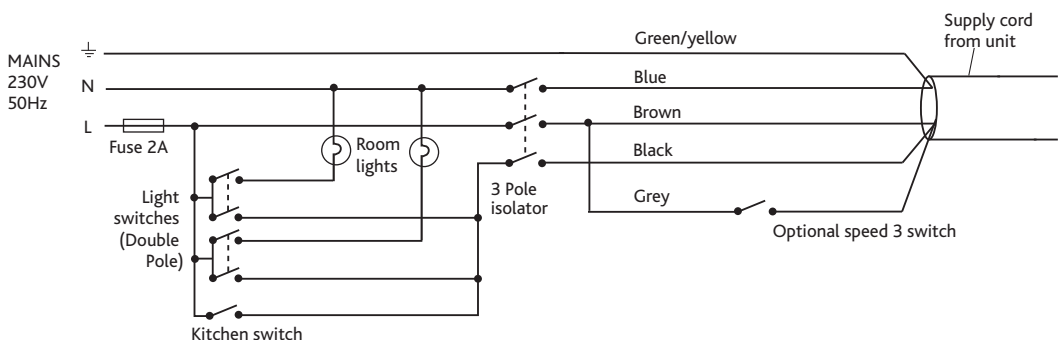 MAINS
230V
50Hz
N
L
Fuse 2A
Green/yellow
Supply cord
from unit
Blue
Brown
Black
Room
lights
3 Pole
isolator
Grey
Optional speed 3 switch
Light
switches
(Double
Pole)
Kitchen switch